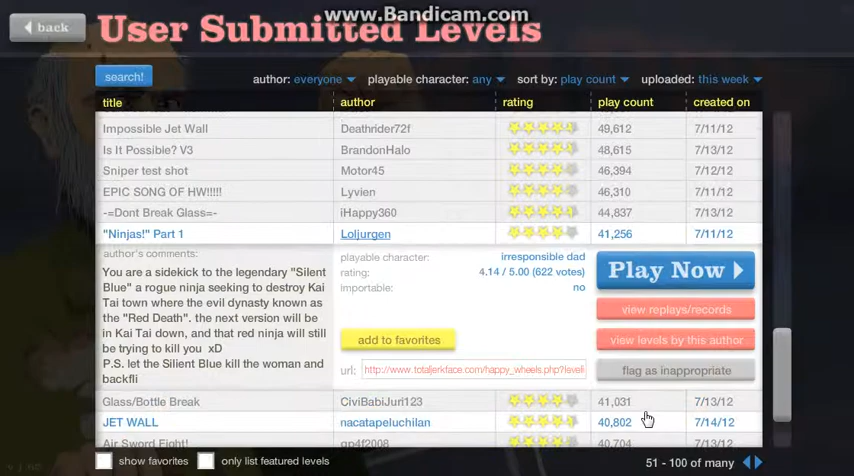 www.Bandicam.com
back
User Submitted Levels
search!
author: everyone playable character: any sort by: play count uploaded: this week
title author rating play count created on
Impossible Jet Wall Deathrider72f 49,612 7/11/12
Is It Possible? V3 BrandonHalo 48,615 7/13/12
Sniper test shot Motor45 46,394 7/11/12
EPIC SONG OF HW!!!!! Lyvien 46,310 7/11/12
-=Dont Break Glass=- iHappy360 44,837 7/13/12
"Ninjas!" Part 1 Loljurgen 41,256 7/11/12
author's comments:
You are a sidekick to the legendary "Silent
Blue" a rogue ninja seeking to destroy Kai
Tai town where the evil dynasty known as
the "Red Death". the next version will be
in Kai Tai down, and that red ninja will still
be trying to kill you xD
P.S. let the Silient Blue kill the woman and
backfli
playable character: irresponsible dad
rating: 4.14 / 5.00 (622 votes)
importable: no
add to favorites
url: http://www.totaljerkface.com/happy_wheels.php?leveli
Play Now
view replays/records
view levels by this author
flag as inappropriate
Glass/Bottle Break CiviBabiJuri123 41,031 7/13/12
JET WALL nacatapeluchilan 40,802 7/14/12
Air Sword Fight! gp4f2008 40,704 7/13/12
show favorites only list featured levels 51 - 100 of many